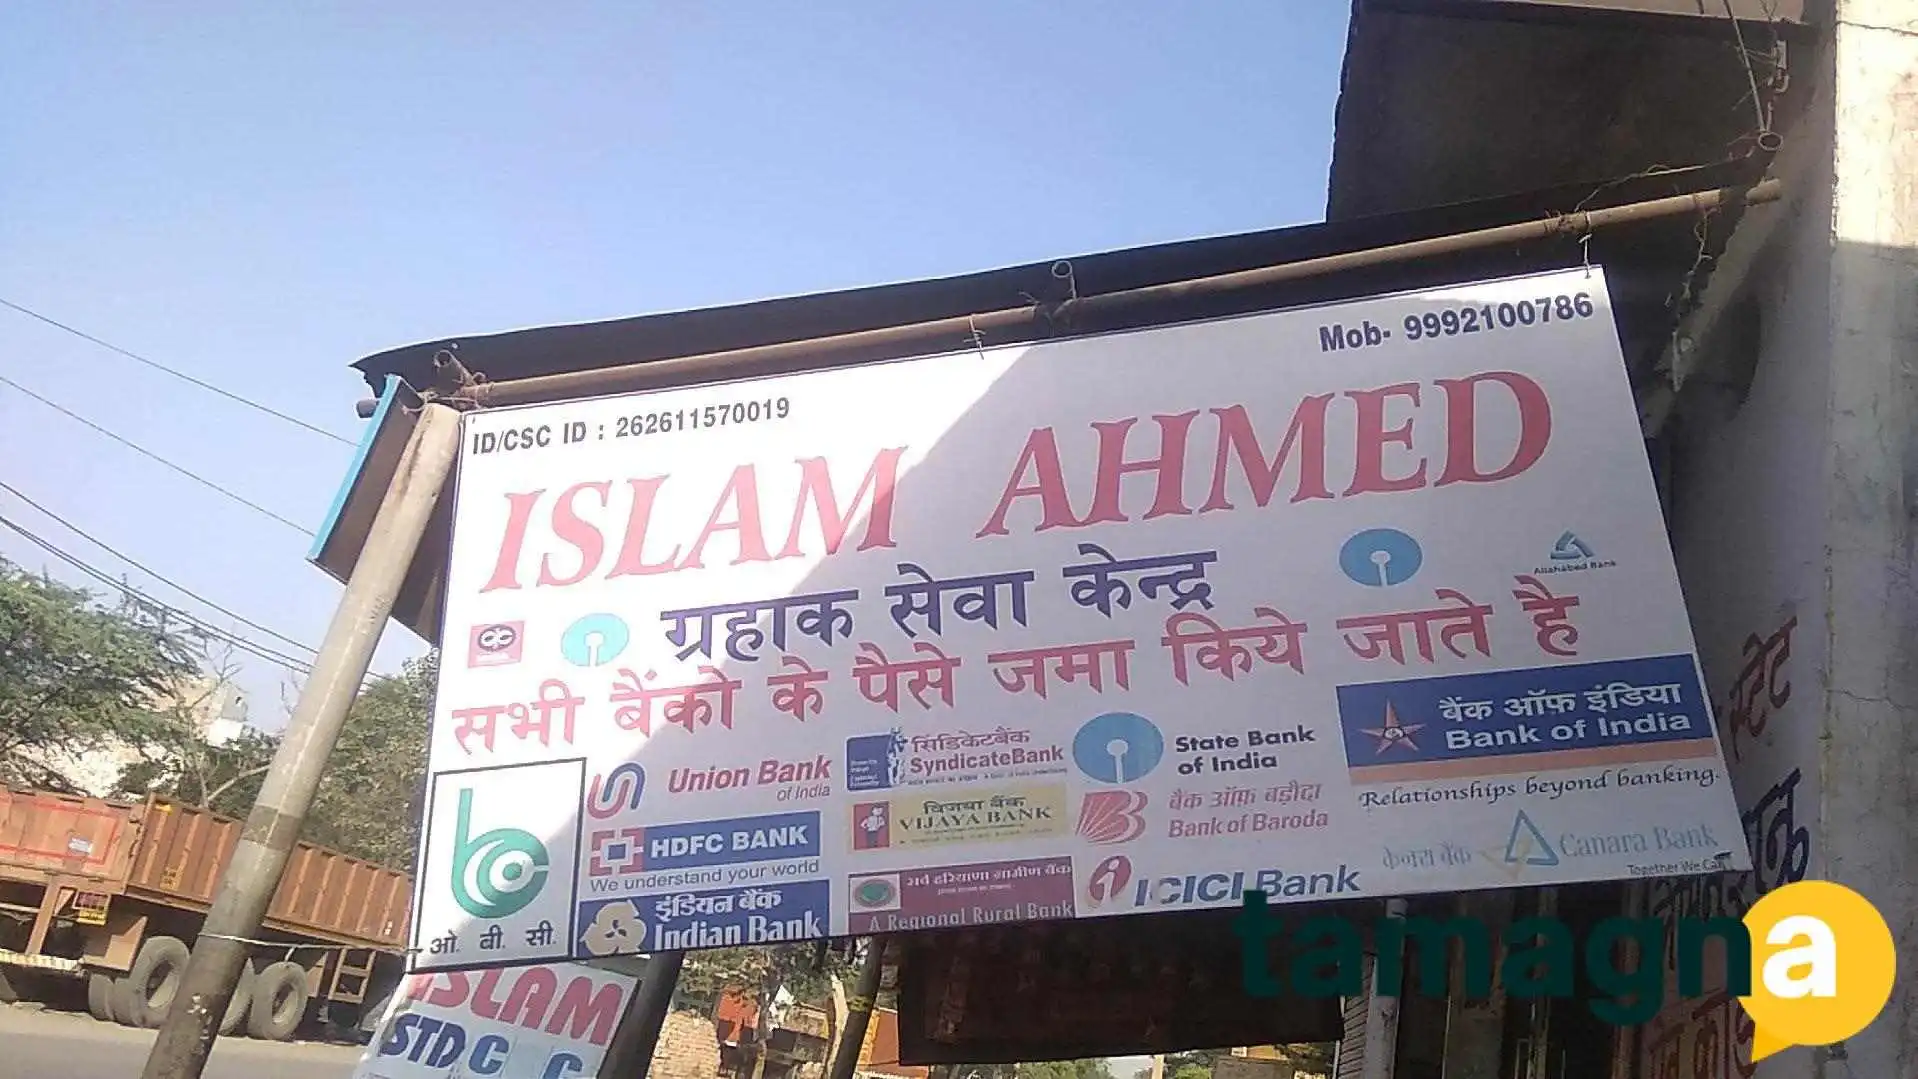 Mob- 9992100786
ID/CSC ID : 262611570019
ISLAM AHMED
ग्रहाक सेवा केन्द्र
Allahabad Bank
सभी बैंको के पैसे जमा किये जाते है
Union Bank
of India
सिंडिकेटबैंक
SyndicateBank
State Bank
of India
बैंक ऑफ़ इंडिया
Bank of India
Relationships beyond banking.
HDFC BANK
We understand your world
विजया बैंक
VIJAYA BANK
बैंक ऑफ़ बड़ौदा
Bank of Baroda
केनरा बैंक
Canara Bank
Together We Can
ओ. बी. सी.
इंडियन बैंक
Indian Bank
सर्व हरियाणा ग्रामीण बैंक
A Regional Rural Bank
ICICI Bank
ISLAM
STD
स्टेट
tamagna